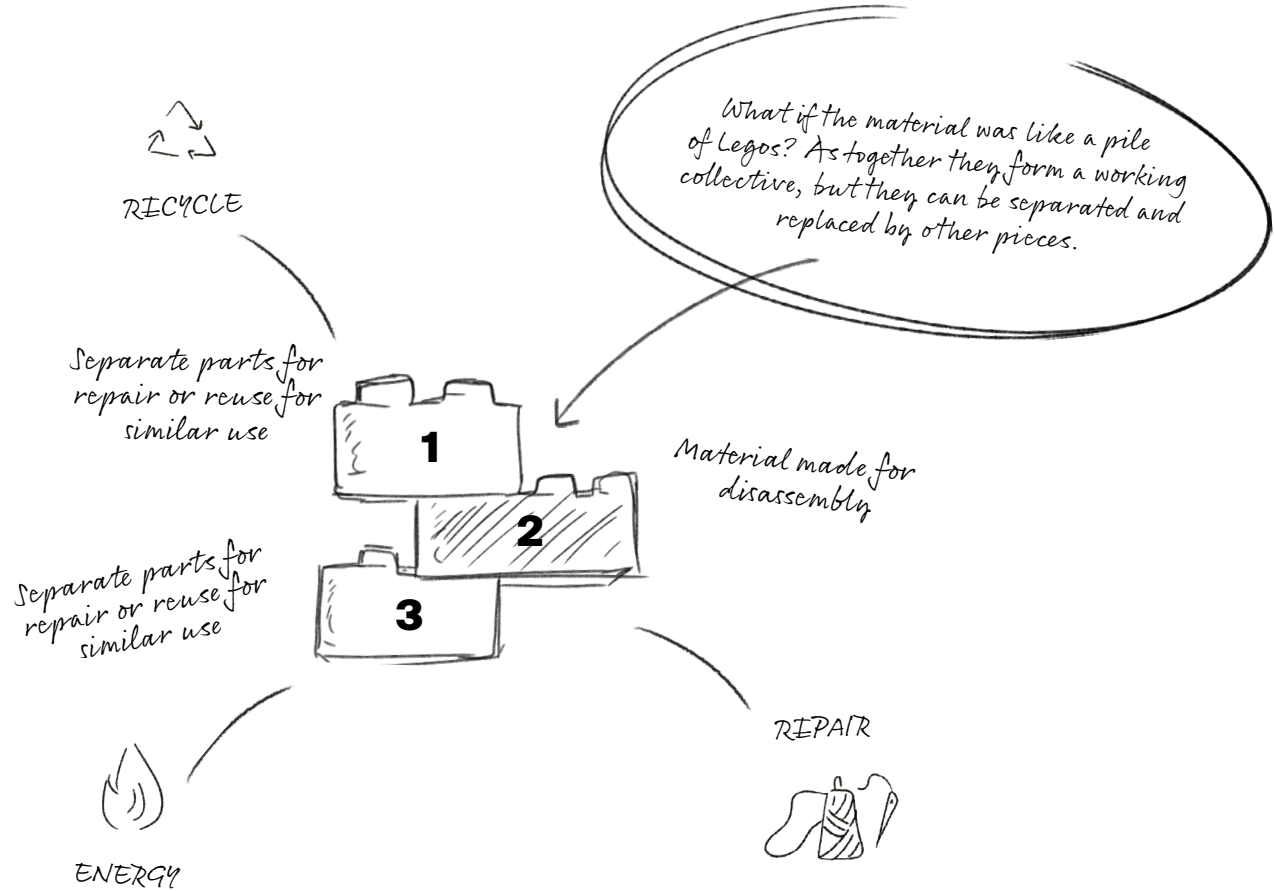 What if the material was like a pile
of Legos? As together they form a working
collective, but they can be separated and
replaced by other pieces.
RECYCLE
Separate parts for
repair or reuse for
similar use
1
Material made for
disassembly
2
Separate parts for
repair or reuse for
similar use
3
REPAIR
ENERGY